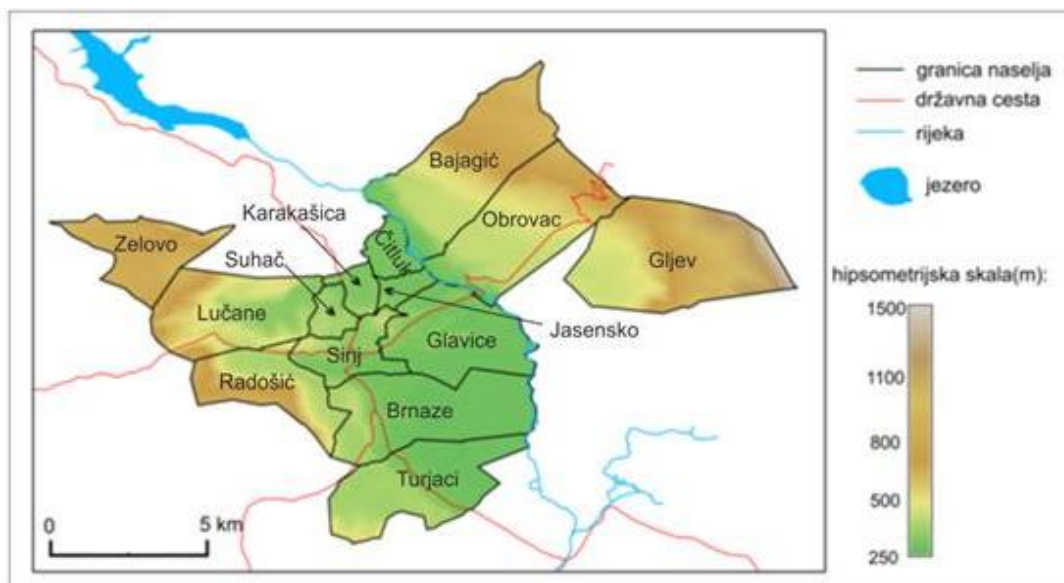 granica naselja
državna cesta
rijeka
jezero
Bajagić
Karakašica
Obrovac
Zelovo
Čitluk
Suhač
Gljev
hipsometrijska skala(m):
Lučane
1500
Jasensko
Glavice
Sinj
1100
Radošić
Brnaze
800
Turjaci
500
0
5 km
250